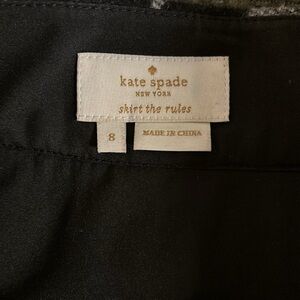 kate spade
NEW YORK
skirt the rules
8
MADE IN CHINA